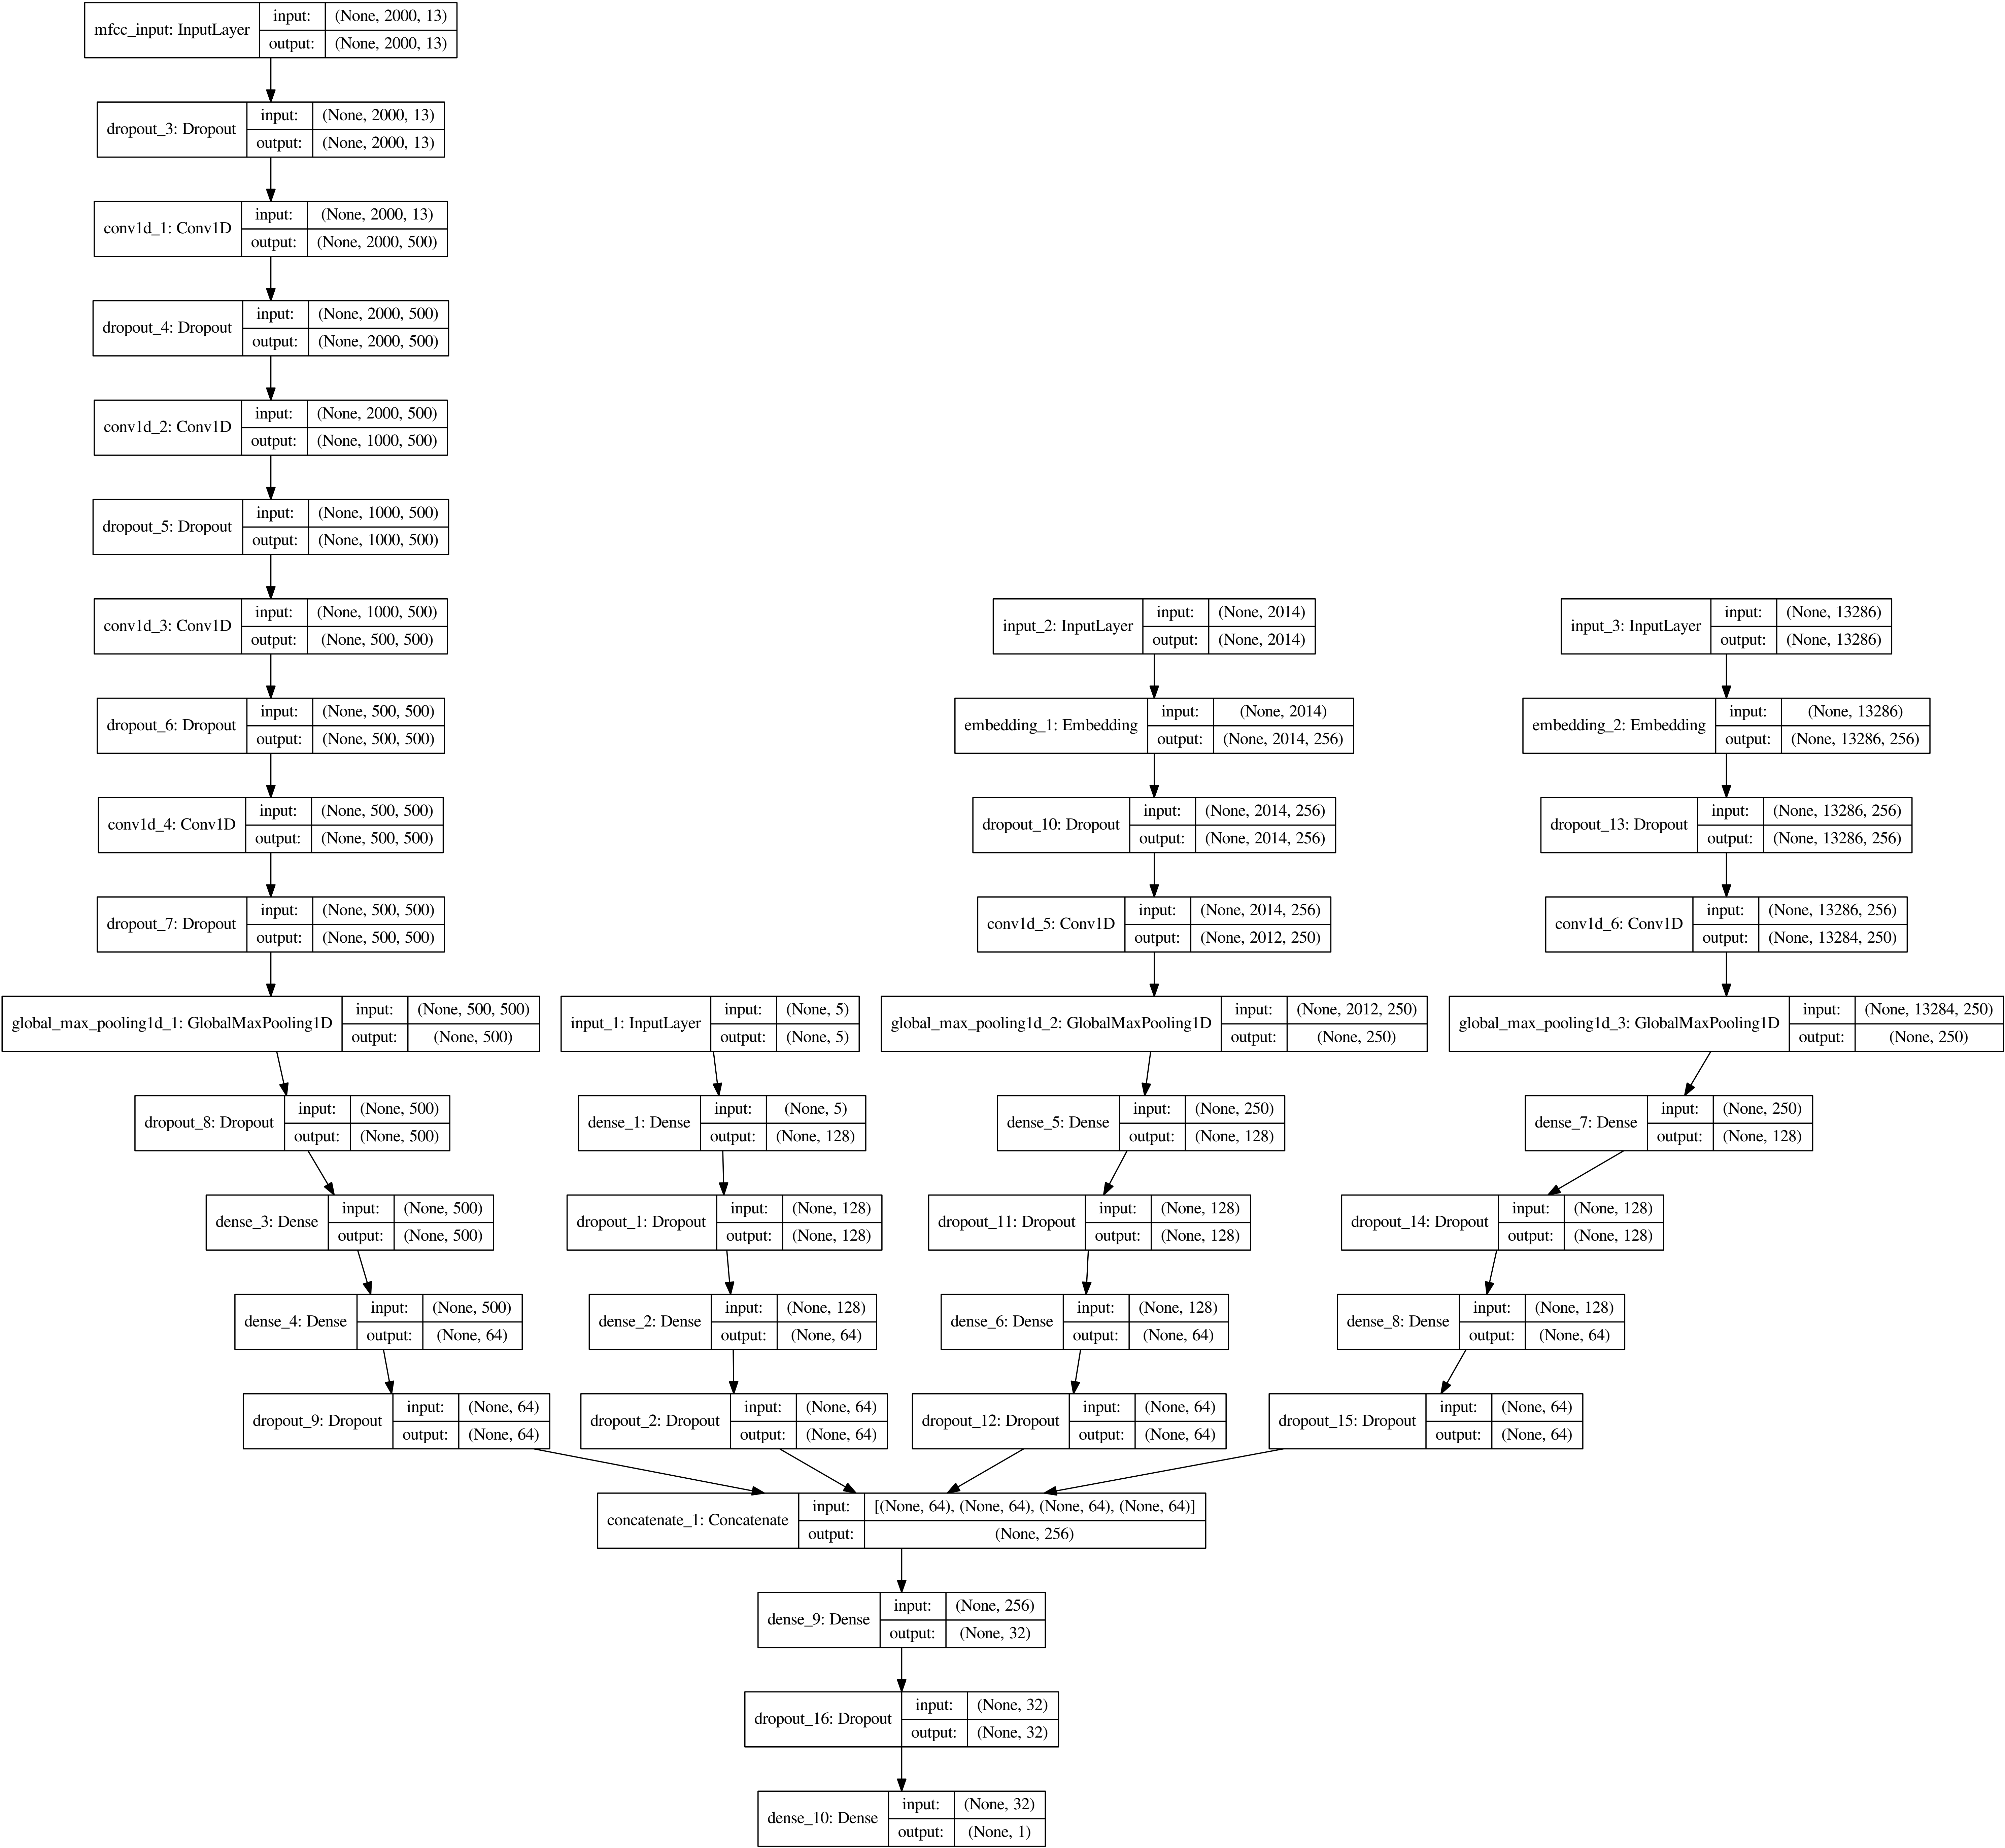 mfcc_input: InputLayer
input: (None, 2000, 13)
output: (None, 2000, 13)
dropout_3: Dropout
input: (None, 2000, 13)
output: (None, 2000, 13)
conv1d_1: Conv1D
input: (None, 2000, 13)
output: (None, 2000, 500)
dropout_4: Dropout
input: (None, 2000, 500)
output: (None, 2000, 500)
conv1d_2: Conv1D
input: (None, 2000, 500)
output: (None, 1000, 500)
dropout_5: Dropout
input: (None, 1000, 500)
output: (None, 1000, 500)
conv1d_3: Conv1D
input: (None, 1000, 500)
output: (None, 500, 500)
dropout_6: Dropout
input: (None, 500, 500)
output: (None, 500, 500)
conv1d_4: Conv1D
input: (None, 500, 500)
output: (None, 500, 500)
dropout_7: Dropout
input: (None, 500, 500)
output: (None, 500, 500)
global_max_pooling1d_1: GlobalMaxPooling1D
input: (None, 500, 500)
output: (None, 500)
dropout_8: Dropout
input: (None, 500)
output: (None, 500)
dense_3: Dense
input: (None, 500)
output: (None, 500)
dense_4: Dense
input: (None, 500)
output: (None, 64)
dropout_9: Dropout
input: (None, 64)
output: (None, 64)
input_1: InputLayer
input: (None, 5)
output: (None, 5)
dense_1: Dense
input: (None, 5)
output: (None, 128)
dropout_1: Dropout
input: (None, 128)
output: (None, 128)
dense_2: Dense
input: (None, 128)
output: (None, 64)
dropout_2: Dropout
input: (None, 64)
output: (None, 64)
input_2: InputLayer
input: (None, 2014)
output: (None, 2014)
embedding_1: Embedding
input: (None, 2014)
output: (None, 2014, 256)
dropout_10: Dropout
input: (None, 2014, 256)
output: (None, 2014, 256)
conv1d_5: Conv1D
input: (None, 2014, 256)
output: (None, 2012, 250)
global_max_pooling1d_2: GlobalMaxPooling1D
input: (None, 2012, 250)
output: (None, 250)
dense_5: Dense
input: (None, 250)
output: (None, 128)
dropout_11: Dropout
input: (None, 128)
output: (None, 128)
dense_6: Dense
input: (None, 128)
output: (None, 64)
dropout_12: Dropout
input: (None, 64)
output: (None, 64)
input_3: InputLayer
input: (None, 13286)
output: (None, 13286)
embedding_2: Embedding
input: (None, 13286)
output: (None, 13286, 256)
dropout_13: Dropout
input: (None, 13286, 256)
output: (None, 13286, 256)
conv1d_6: Conv1D
input: (None, 13286, 256)
output: (None, 13284, 250)
global_max_pooling1d_3: GlobalMaxPooling1D
input: (None, 13284, 250)
output: (None, 250)
dense_7: Dense
input: (None, 250)
output: (None, 128)
dropout_14: Dropout
input: (None, 128)
output: (None, 128)
dense_8: Dense
input: (None, 128)
output: (None, 64)
dropout_15: Dropout
input: (None, 64)
output: (None, 64)
concatenate_1: Concatenate
input: [(None, 64), (None, 64), (None, 64), (None, 64)]
output: (None, 256)
dense_9: Dense
input: (None, 256)
output: (None, 32)
dropout_16: Dropout
input: (None, 32)
output: (None, 32)
dense_10: Dense
input: (None, 32)
output: (None, 1)